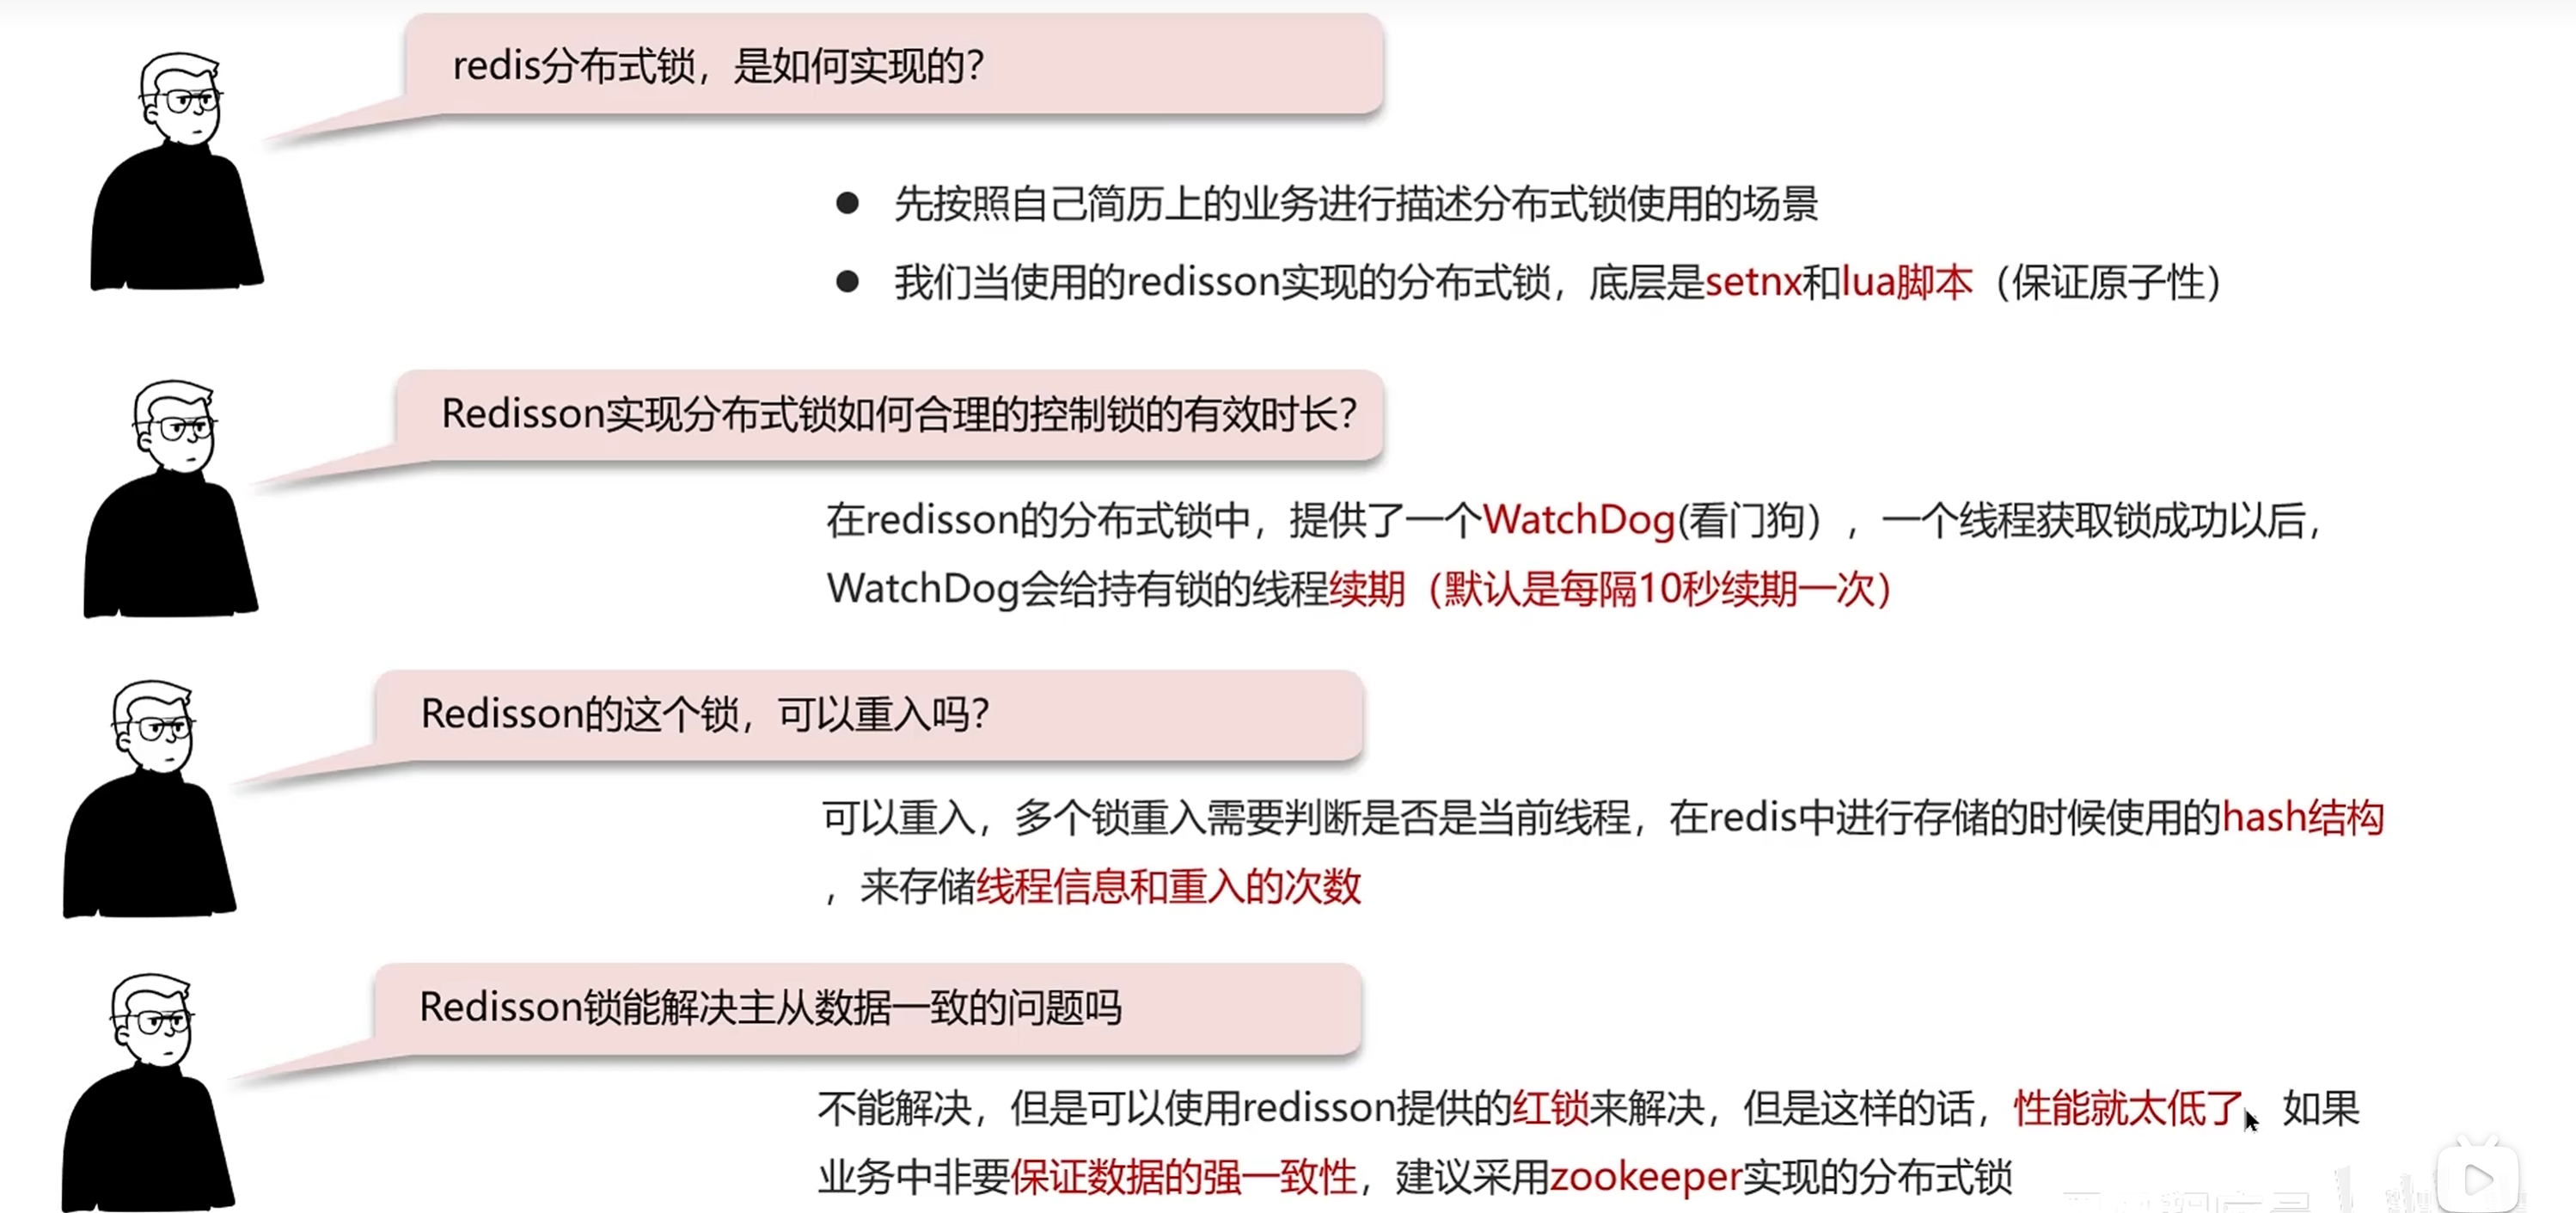 redis分布式锁，是如何实现的？
● 先按照自己简历上的业务进行描述分布式锁使用的场景
● 我们当使用的redisson实现的分布式锁，底层是setnx和lua脚本（保证原子性）
Redisson实现分布式锁如何合理的控制锁的有效时长？
在redisson的分布式锁中，提供了一个WatchDog(看门狗），一个线程获取锁成功以后，
WatchDog会给持有锁的线程续期（默认是每隔10秒续期一次）
Redisson的这个锁，可以重入吗？
可以重入，多个锁重入需要判断是否是当前线程，在redis中进行存储的时候使用的hash结构
，来存储线程信息和重入的次数
Redisson锁能解决主从数据一致的问题吗
不能解决，但是可以使用redisson提供的红锁来解决，但是这样的话，性能就太低了，如果
业务中非要保证数据的强一致性，建议采用zookeeper实现的分布式锁